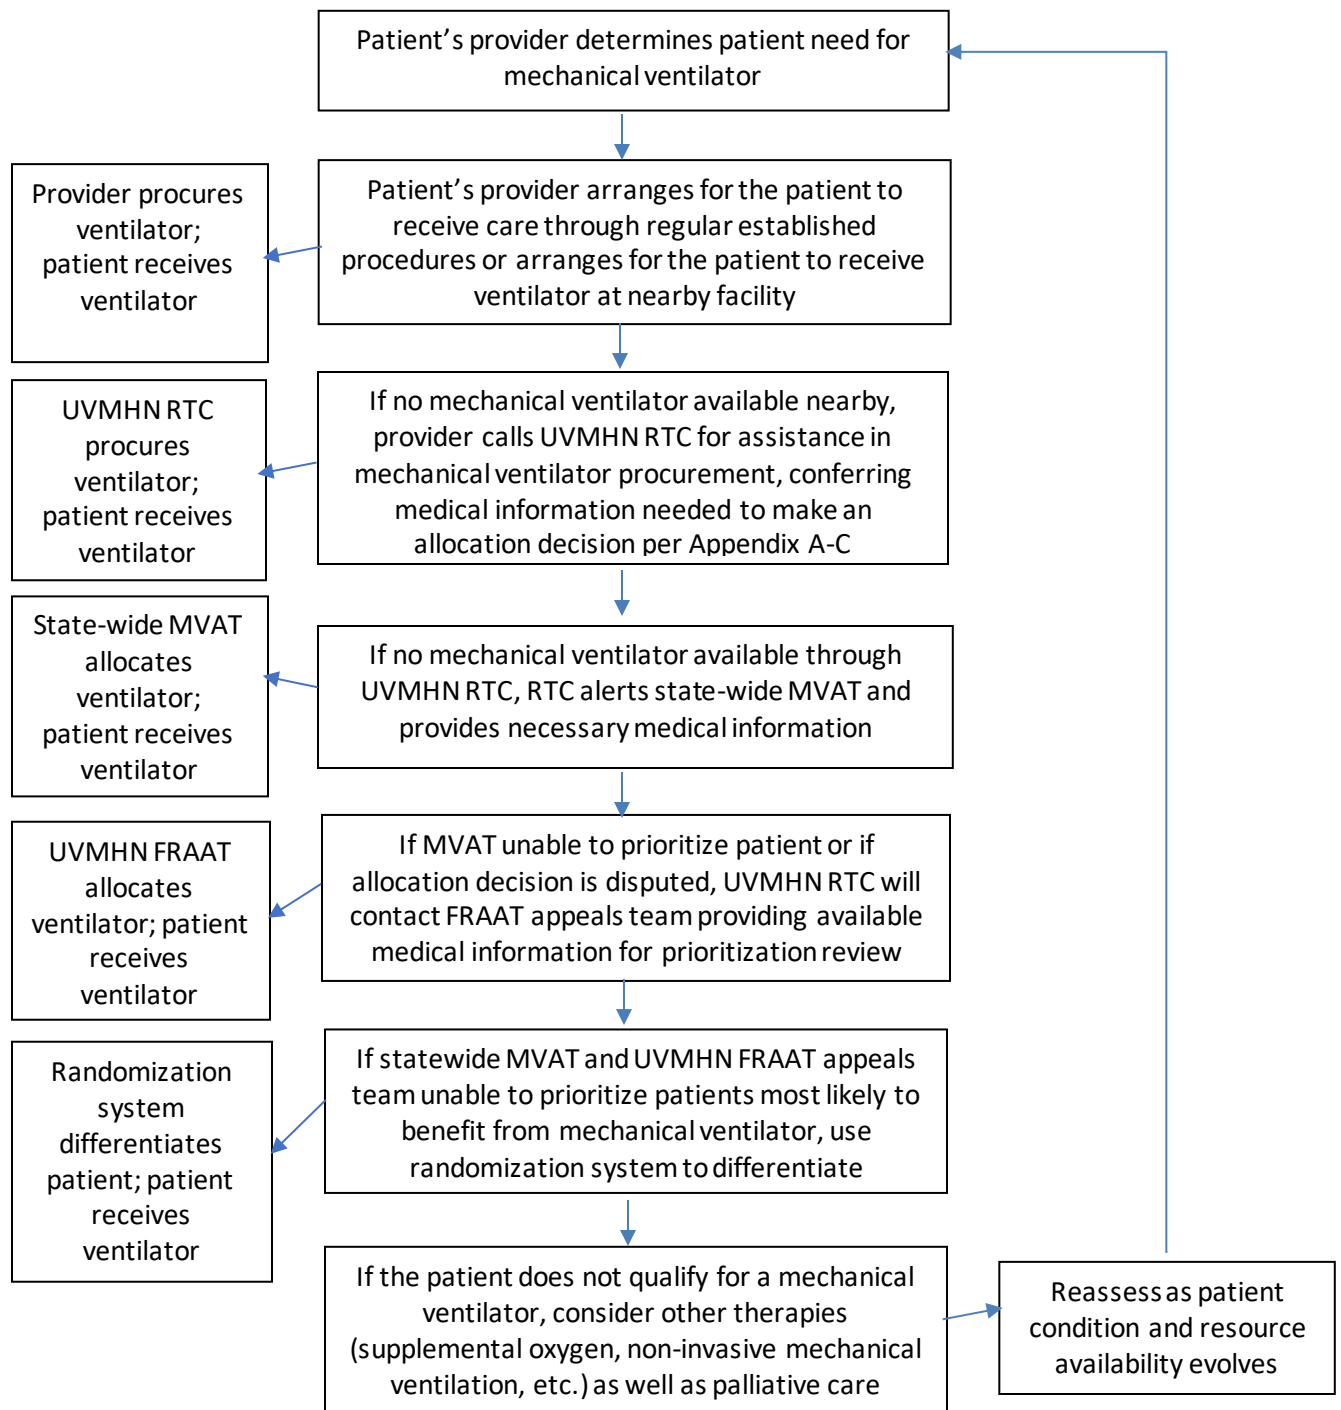 Patient’s provider determines patient need for
mechanical ventilator
Provider procures
ventilator;
patient receives
ventilator
Patient’s provider arranges for the patient to
receive care through regular established
procedures or arranges for the patient to receive
ventilator at nearby facility
UVMHN RTC
procures
ventilator;
patient receives
ventilator
If no mechanical ventilator available nearby,
provider calls UVMHN RTC for assistance in
mechanical ventilator procurement, conferring
medical information needed to make an
allocation decision per Appendix A-C
State-wide MVAT
allocates
ventilator;
patient receives
ventilator
If no mechanical ventilator available through
UVMHN RTC, RTC alerts state-wide MVAT and
provides necessary medical information
UVMHN FRAAT
allocates
ventilator; patient
receives
ventilator
If MVAT unable to prioritize patient or if
allocation decision is disputed, UVMHN RTC will
contact FRAAT appeals team providing available
medical information for prioritization review
Randomization
system
differentiates
patient; patient
receives
ventilator
If statewide MVAT and UVMHN FRAAT appeals
team unable to prioritize patients most likely to
benefit from mechanical ventilator, use
randomization system to differentiate
If the patient does not qualify for a mechanical
ventilator, consider other therapies
(supplemental oxygen, non-invasive mechanical
ventilation, etc.) as well as palliative care
Reassess as patient
condition and resource
availability evolves